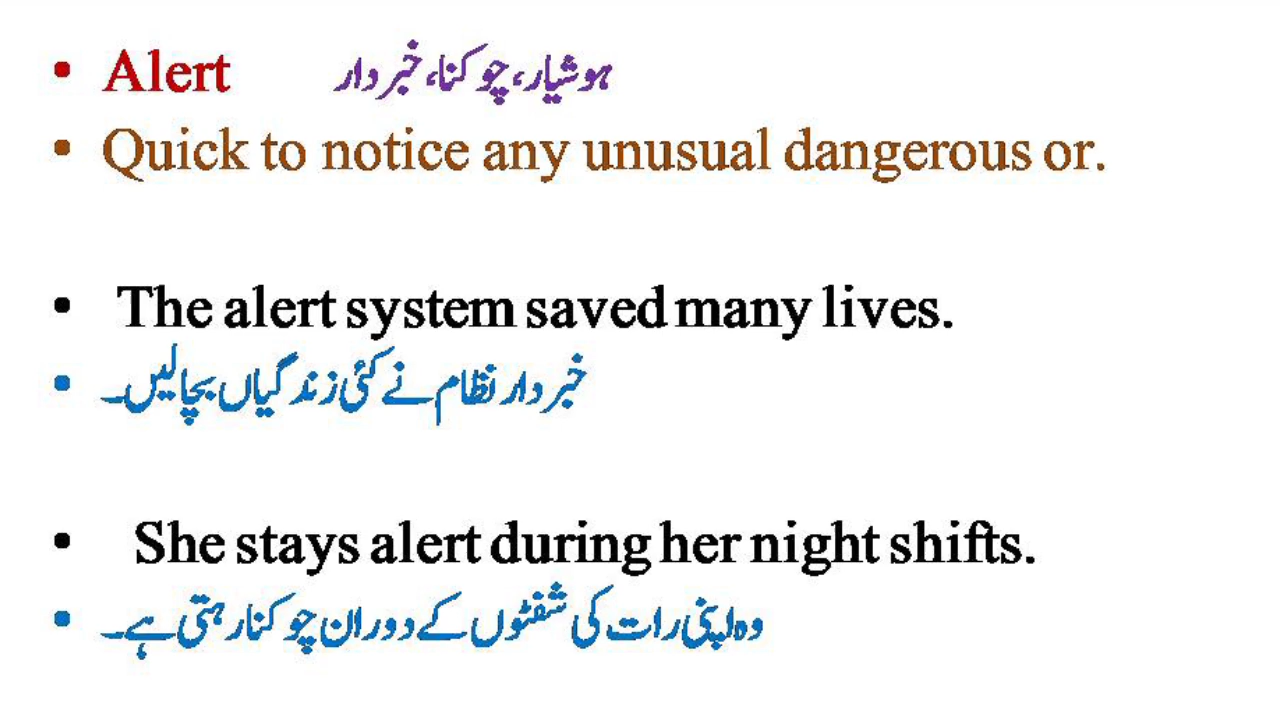 • Alert ہوشیار، چوکنا، خبردار
• Quick to notice any unusual dangerous or.
• The alert system saved many lives.
• خبردار نظام نے کئی زندگیاں بچالیں۔
• She stays alert during her night shifts.
• وہ اپنی رات کی شفٹوں کے دوران چوکنا رہتی ہے۔